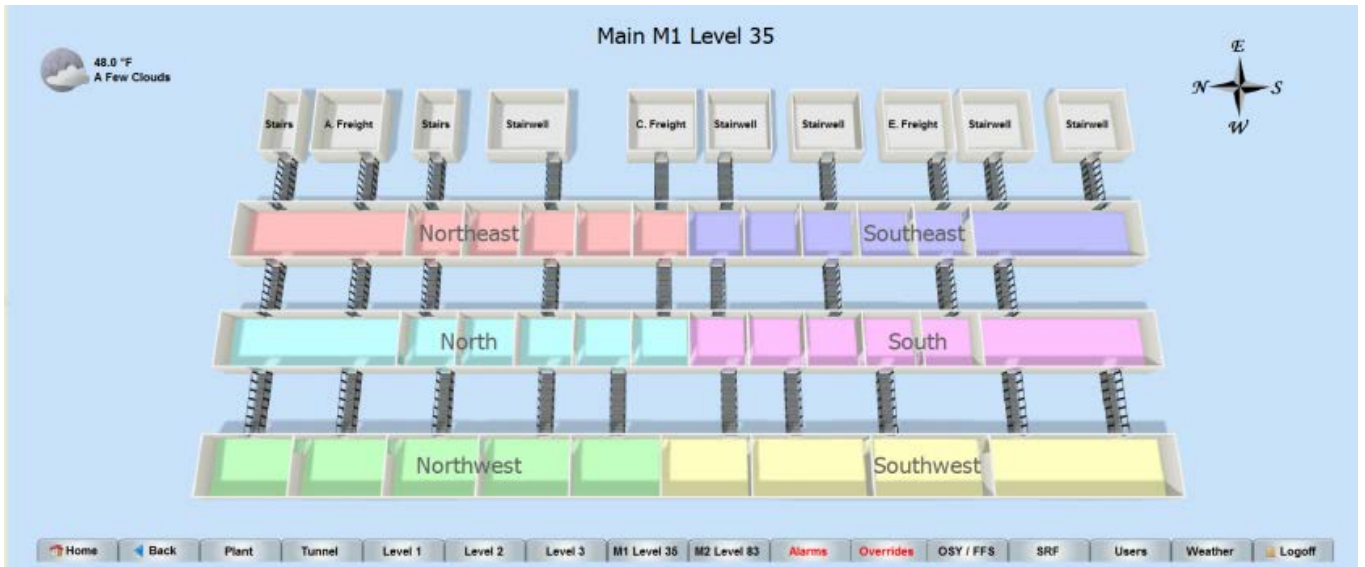 Main M1 Level 35
48.0 °F
A Few Clouds
E
N S
W
Stairs A. Freight Stairs Stairwell C. Freight Stairwell Stairwell E. Freight Stairwell Stairwell
Northeast Southeast
North South
Northwest Southwest
Home Back Plant Tunnel Level 1 Level 2 Level 3 M1 Level 35 M2 Level 83 Alarms Overrides OSY / FFS SRF Users Weather Logoff